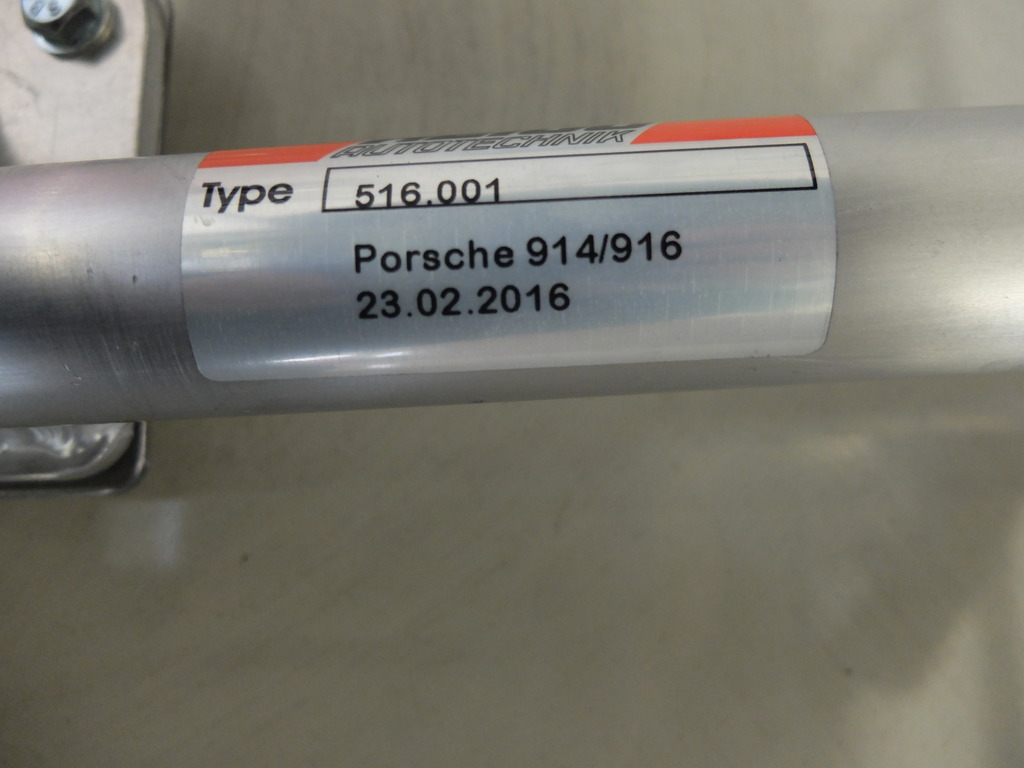 AUTOTECHNIK
Type 516.001
Porsche 914/916
23.02.2016